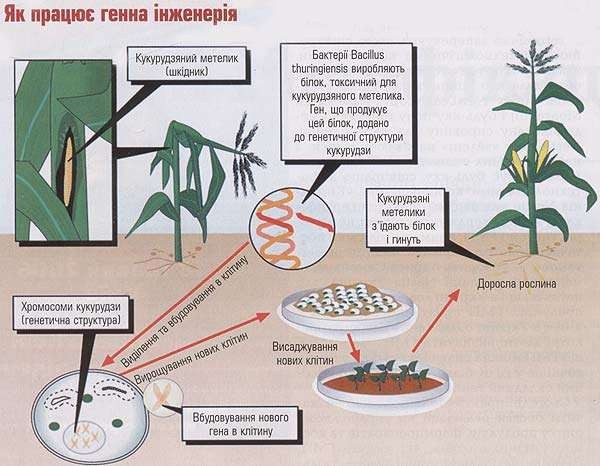 Як працює генна інженерія
Кукурудзяний метелик
(шкідник)
Бактерії Bacillus
thuringiensis виробляють
білок, токсичний для
кукурудзяного метелика.
Ген, що продукує
цей білок, додано
до генетичної структури
кукурудзи
Кукурудзяні
метелики
з'їдають білок
і гинуть
Доросла рослина
Хромосоми кукурудзи
(генетична структура)
Виділення та вбудовування в клітину
Вирощування нових клітин
Висаджування
нових клітин
Вбудовування нового
гена в клітину